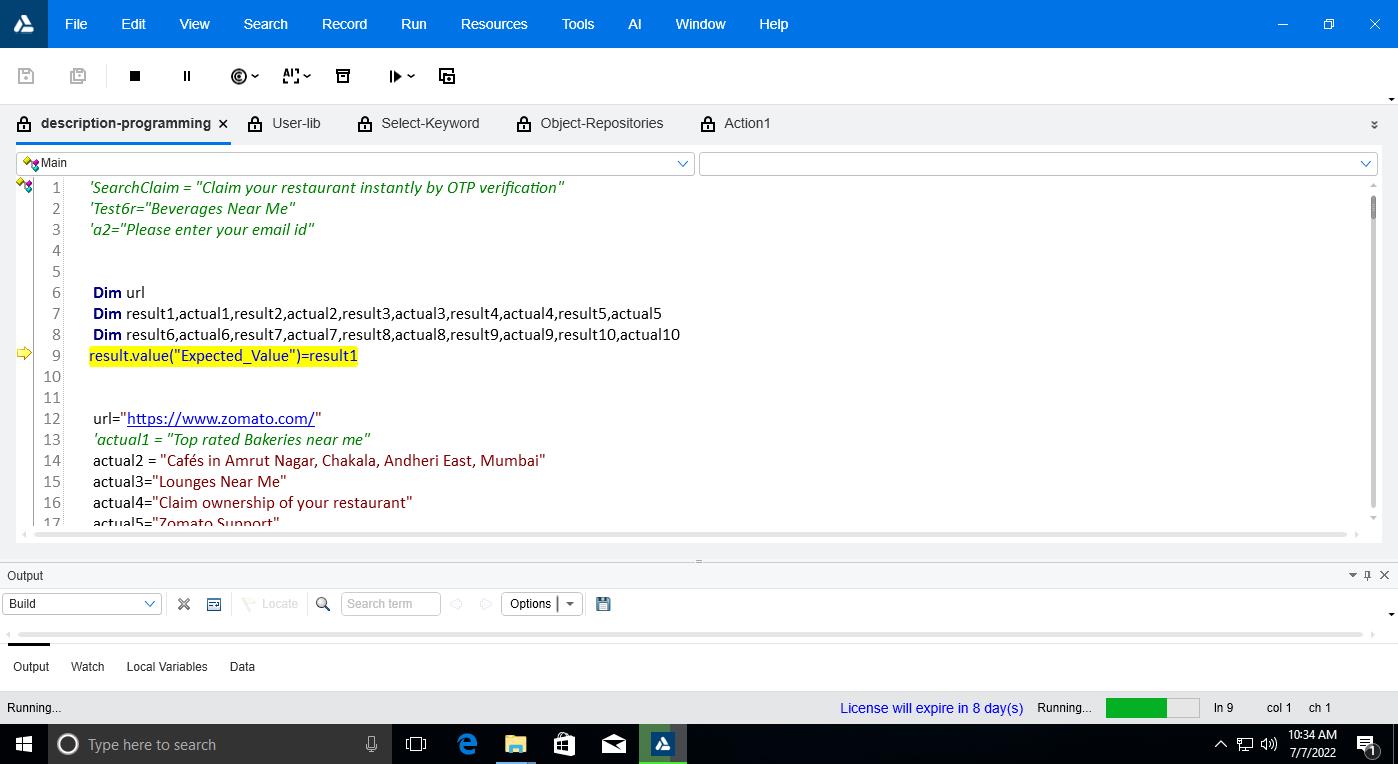 File Edit View Search Record Run Resources Tools AI Window Help
AI
description-programming User-lib Select-Keyword Object-Repositories Action1
Main
1 'SearchClaim = "Claim your restaurant instantly by OTP verification"
2 'Test6r="Beverages Near Me"
3 'a2="Please enter your email id"
4
5
6 Dim url
7 Dim result1,actual1,result2,actual2,result3,actual3,result4,actual4,result5,actual5
8 Dim result6,actual6,result7,actual7,result8,actual8,result9,actual9,result10,actual10
9 result.value("Expected_Value")=result1
10
11
12 url="https://www.zomato.com/"
13 'actual1 = "Top rated Bakeries near me"
14 actual2 = "Cafés in Amrut Nagar, Chakala, Andheri East, Mumbai"
15 actual3="Lounges Near Me"
16 actual4="Claim ownership of your restaurant"
17 actual5="Zomato Support"
Output
Build Locate Search term Options
Output Watch Local Variables Data
Running... License will expire in 8 day(s) Running... ln 9 col 1 ch 1
Type here to search
10:34 AM
7/7/2022
1